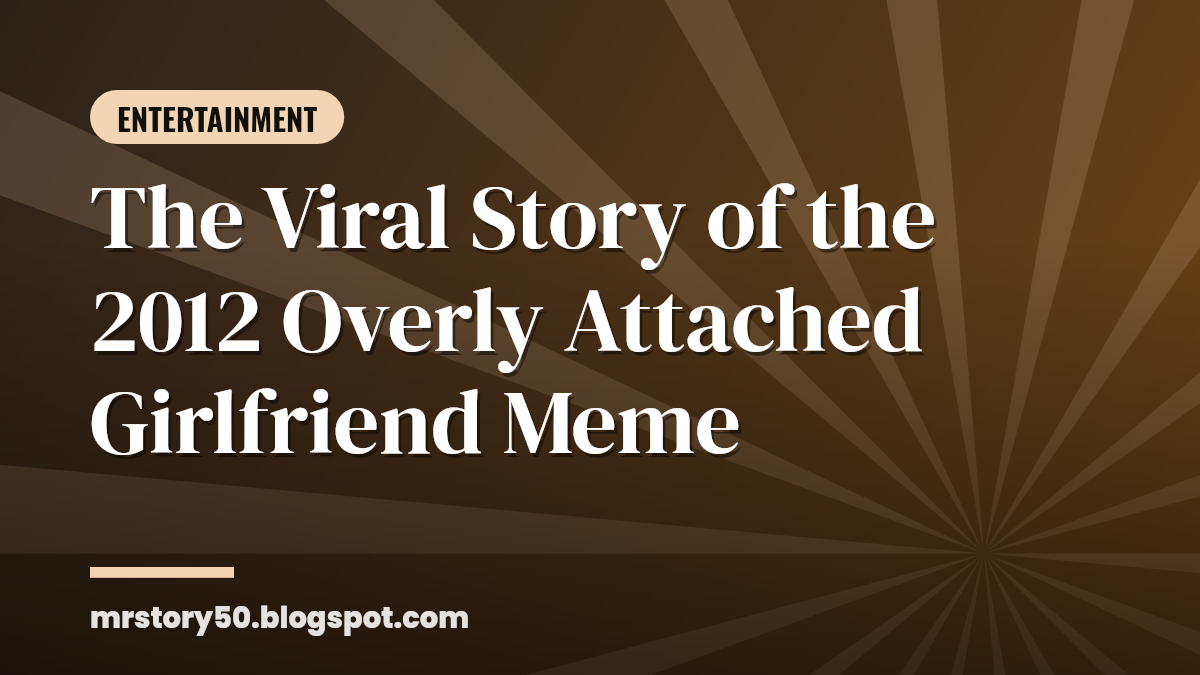 ENTERTAINMENT
The Viral Story of the
2012 Overly Attached
Girlfriend Meme
mrstory50.blogspot.com